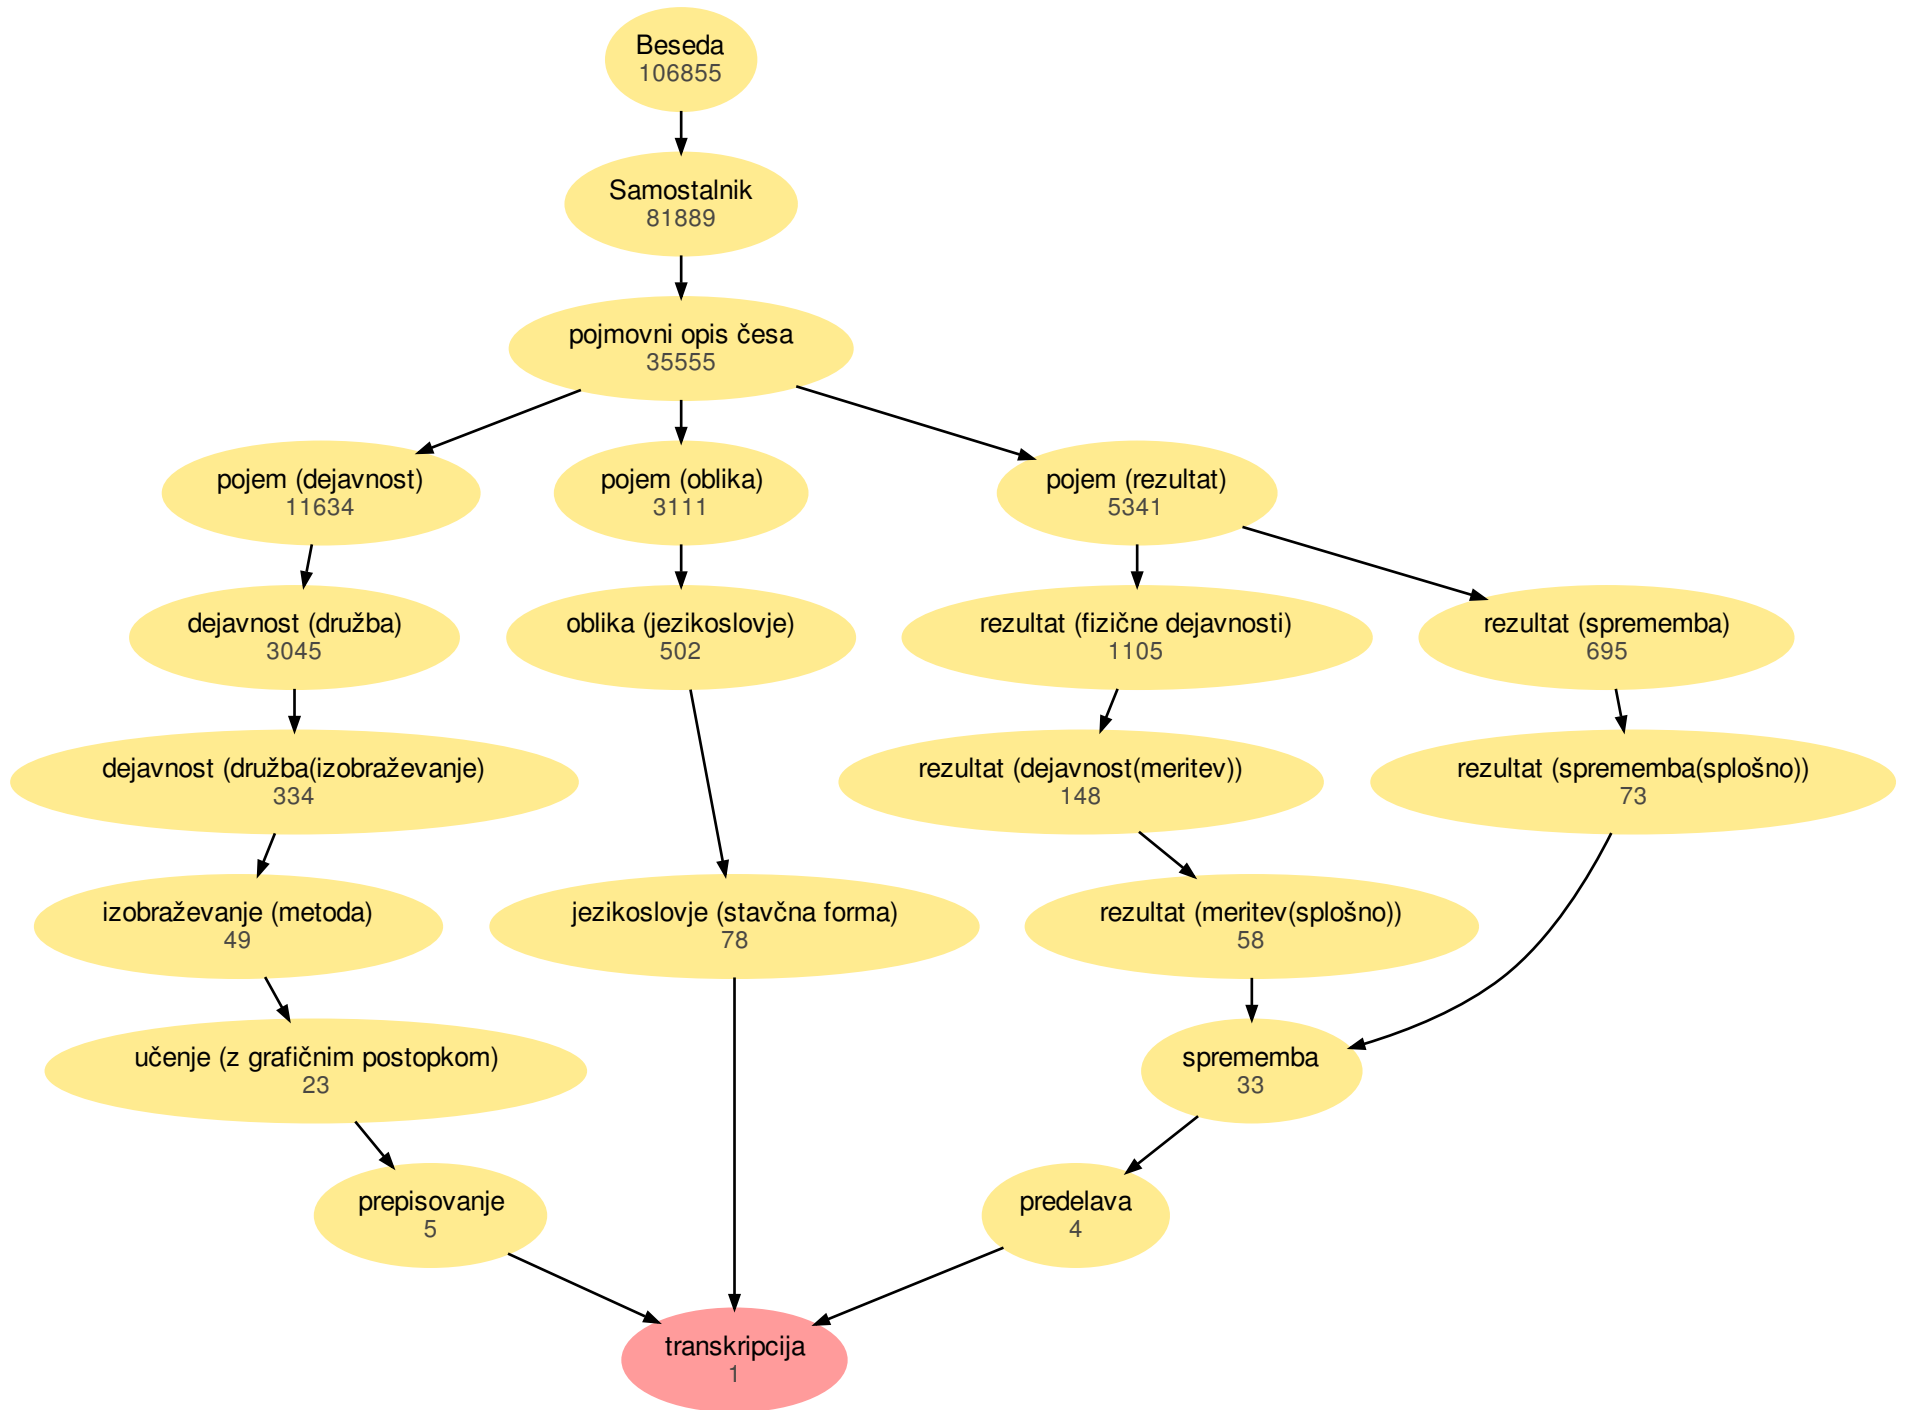 Beseda
106855
Samostalnik
81889
pojmovni opis česa
35555
pojem (dejavnost)
11634
pojem (oblika)
3111
pojem (rezultat)
5341
dejavnost (družba)
3045
oblika (jezikoslovje)
502
rezultat (fizične dejavnosti)
1105
rezultat (sprememba)
695
dejavnost (družba(izobraževanje)
334
rezultat (dejavnost(meritev))
148
rezultat (sprememba(splošno))
73
izobraževanje (metoda)
49
jezikoslovje (stavčna forma)
78
rezultat (meritev(splošno))
58
učenje (z grafičnim postopkom)
23
sprememba
33
prepisovanje
5
predelava
4
transkripcija
1